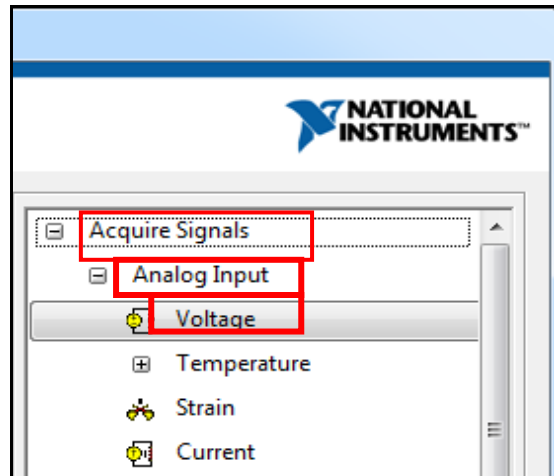 NATIONAL
INSTRUMENTS™
Acquire Signals
Analog Input
Voltage
Temperature
Strain
Current